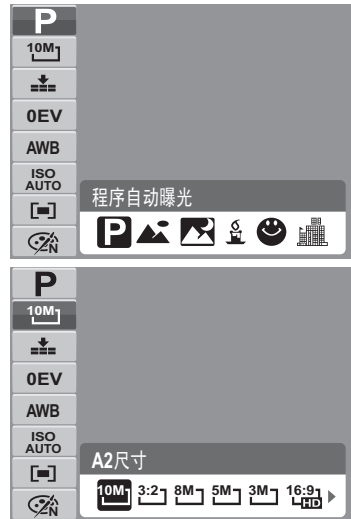 P
10M
0EV
AWB
ISO
AUTO
N
程序自动曝光
P
P
10M
0EV
AWB
ISO
AUTO
N
A2尺寸
10M 3:2 8M 5M 3M 16:9 HD